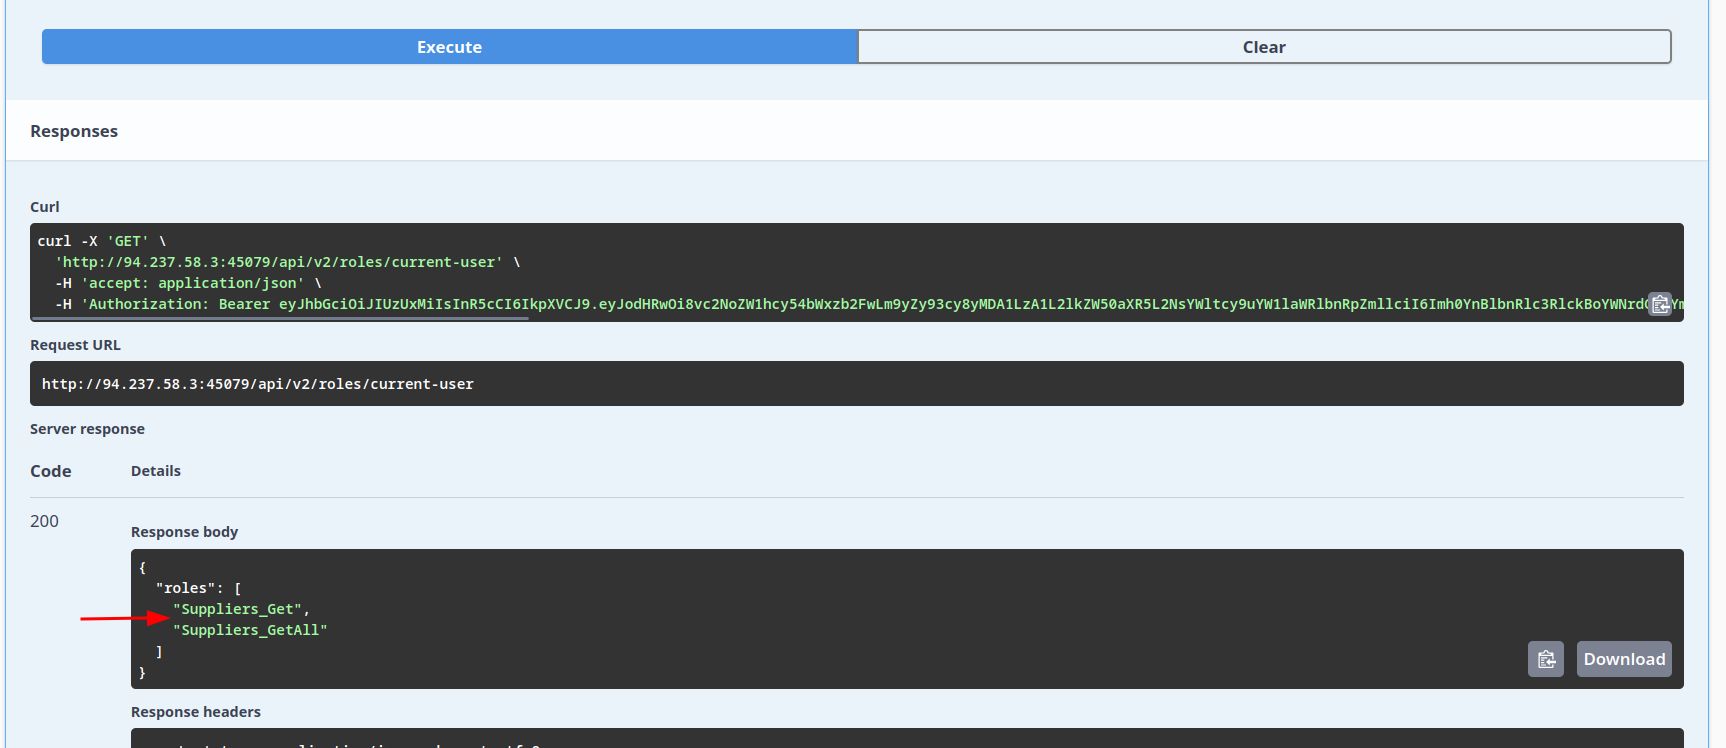 Execute
Clear
Responses
Curl
curl -X 'GET' \
'http://94.237.58.3:45079/api/v2/roles/current-user' \
-H 'accept: application/json' \
-H 'Authorization: Bearer eyJhbGciOiJIUzUxMiIsInR5cCI6IkpXVCJ9.eyJodHRwOi8vc2NoZW1hcy54bWxzb2FwLm9yZy93cy8yMDA1LzA1L2lkZW50aXR5L2NsYWltcy9uYW1laWRlbnRpZmllciI6Imh0YnBlbnRlc3RlckBoYWNrd
Request URL
http://94.237.58.3:45079/api/v2/roles/current-user
Server response
Code
Details
200
Response body
{
"roles": [
"Suppliers_Get",
"Suppliers_GetAll"
]
}
Download
Response headers